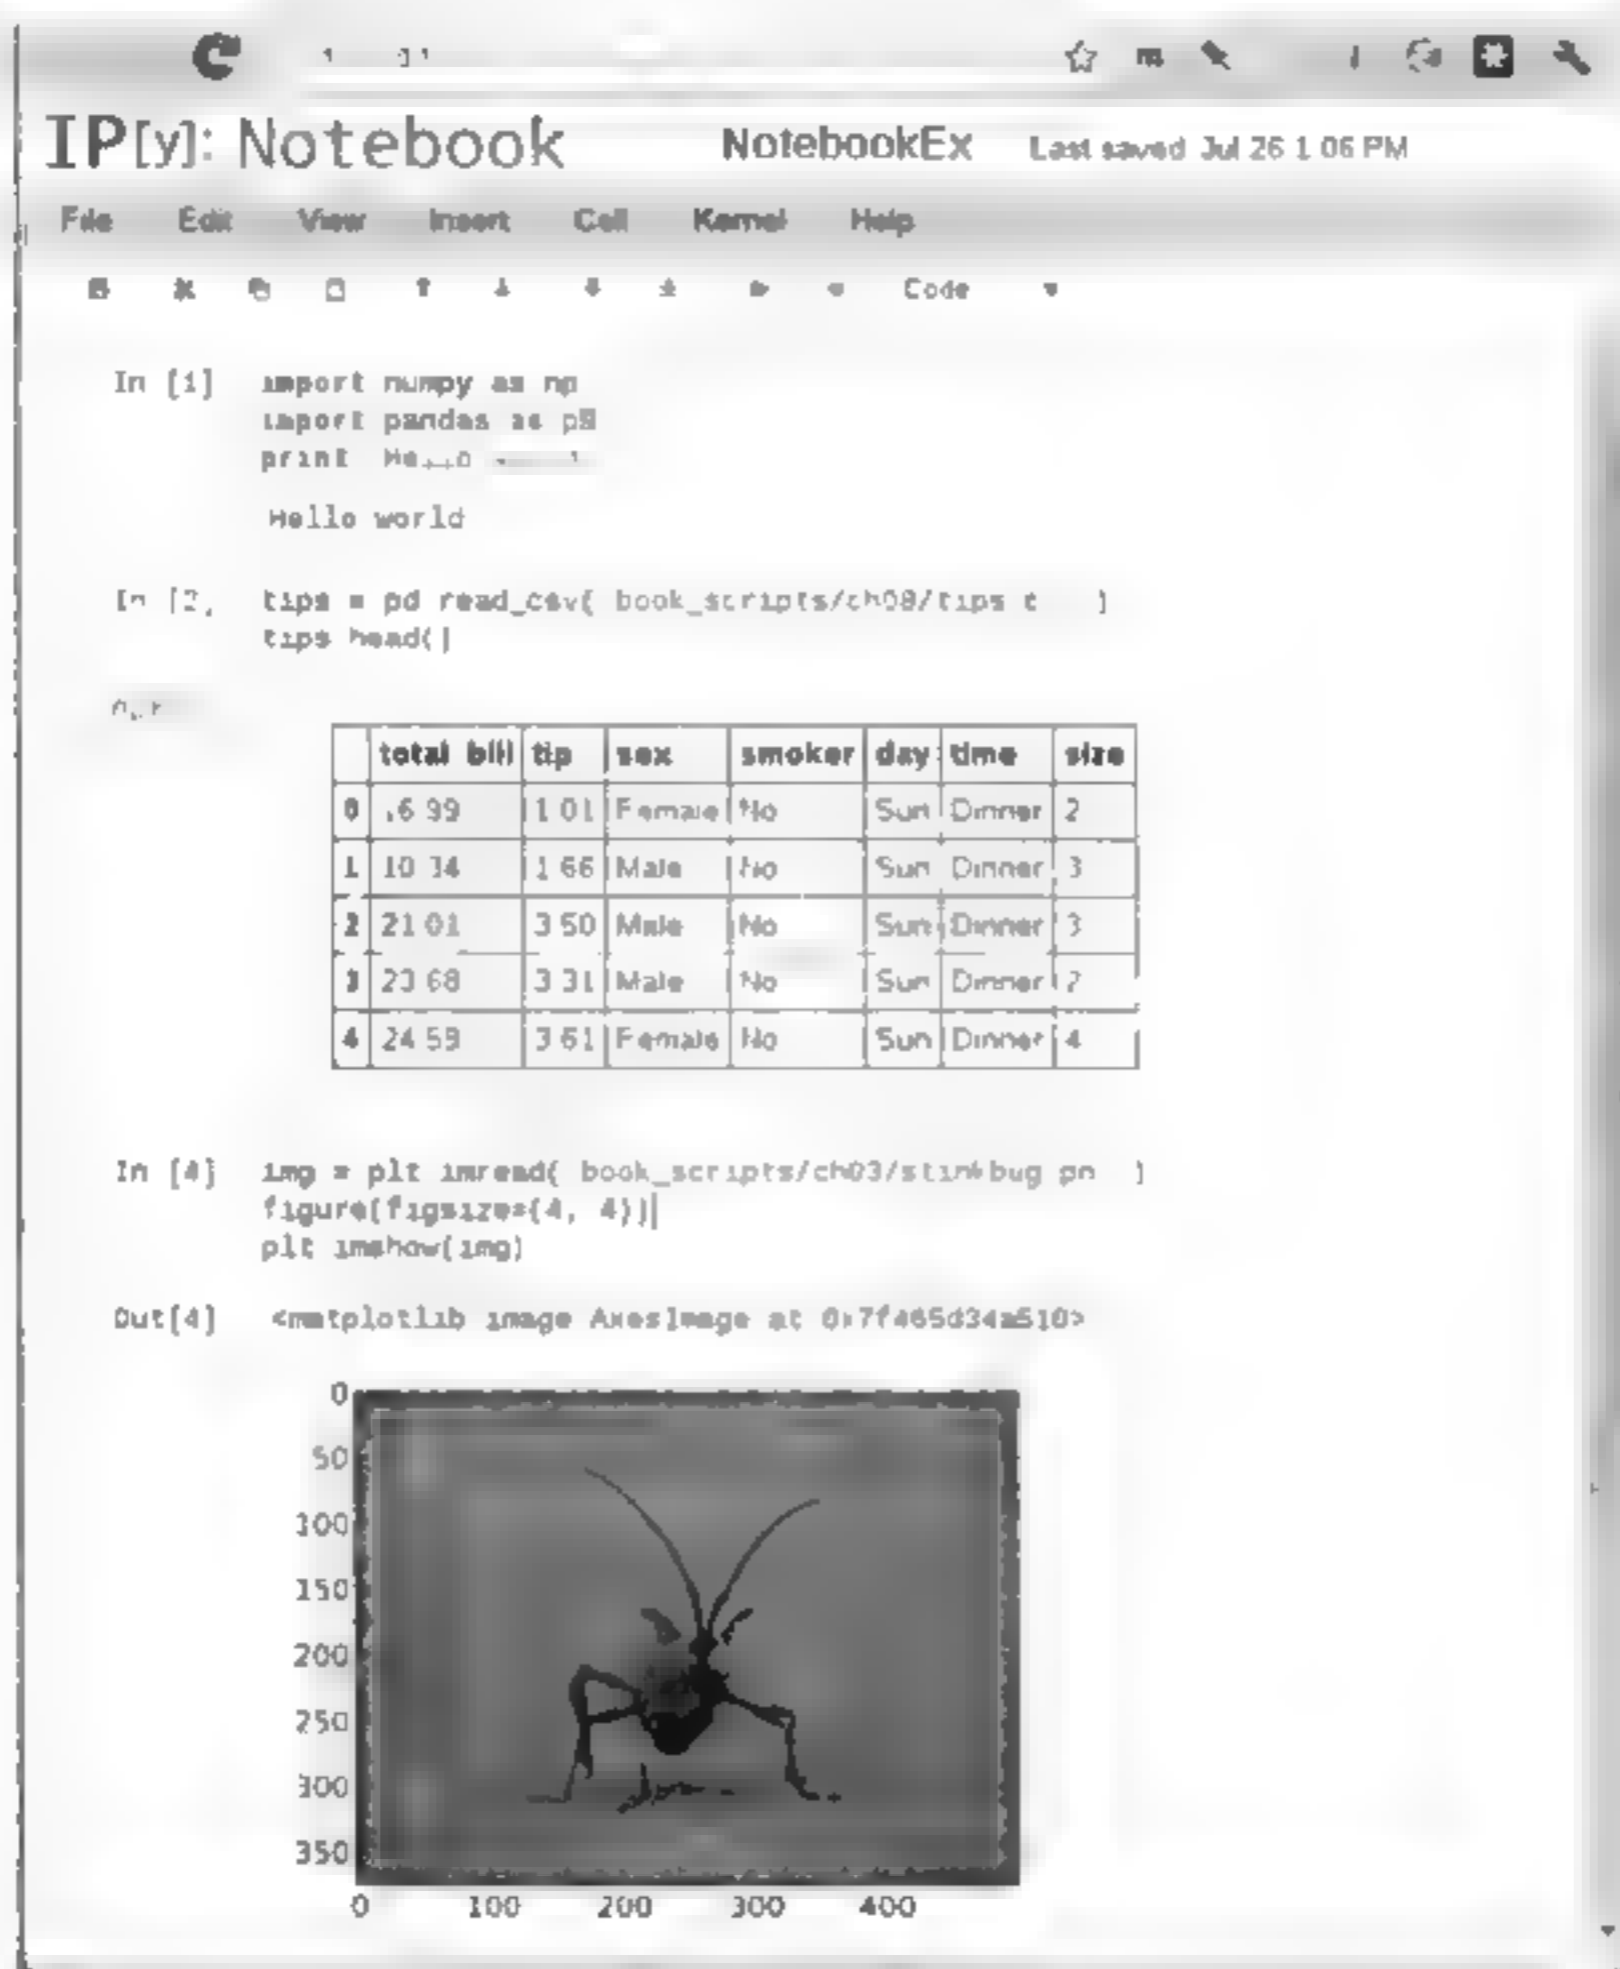 IP[y]: Notebook NotebookEx Last saved Jul 26 1 06 PM
File Edit View Insert Cell Kernel Help
Code
In [1] import numpy as np
import pandas as
print
Hello world
In [2, tips = pd read_csv( book_scripts/ch08/tips t )
tips head()
total bill tip sex smoker day time size
0 16 99 1 01 Female No Sun Dinner 2
1 10 34 1 66 Male No Sun Dinner 3
2 21 01 3 50 Male No Sun Dinner 3
3 23 68 3 31 Male No Sun Dinner 2
4 24 59 3 61 Female No Sun Dinner 4
In [4] img = plt imread( book_scripts/ch03/stinkbug pn )
figure(figsize=(4, 4))
plt imshow(img)
Out[4] <matplotlib image AxesImage at 0x7f465d34a510>
0
50
100
150
200
250
300
350
0 100 200 300 400